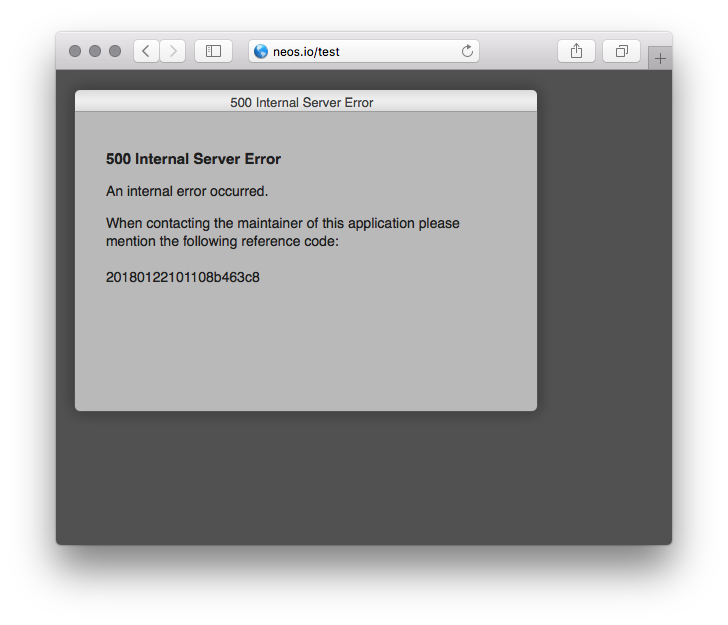 neos.io/test
500 Internal Server Error
500 Internal Server Error
An internal error occurred.
When contacting the maintainer of this application please
mention the following reference code:
20180122101108b463c8